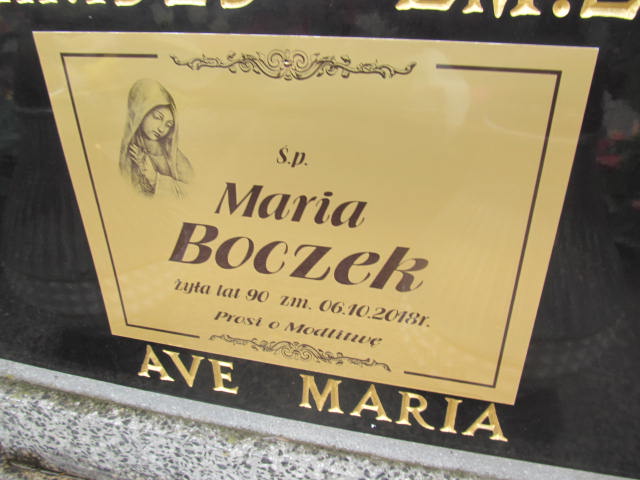 Ś.p.
Maria
Boczek
Żyła lat 90 zm. 06.10.2018r.
Prosi o Modlitwę
AVE MARIA